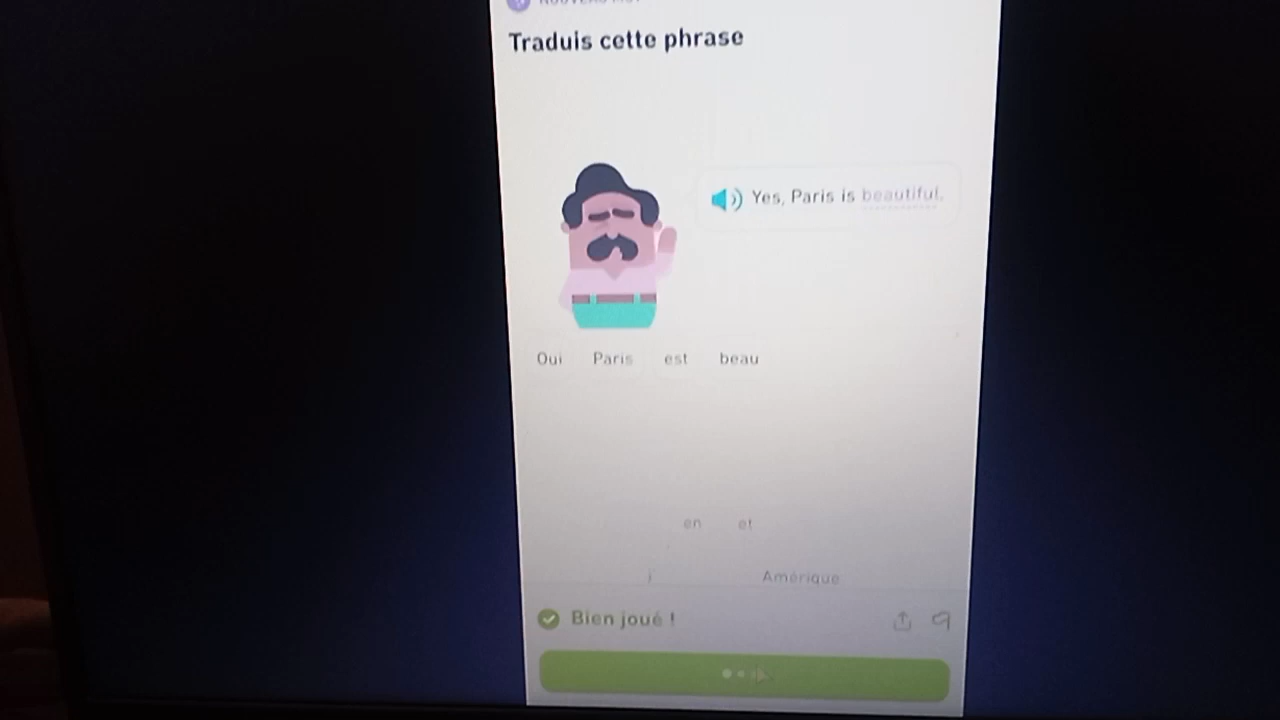 Traduis cette phrase
Yes, Paris is beautiful.
Oui Paris est beau
en et
j' Amérique
Bien joué !